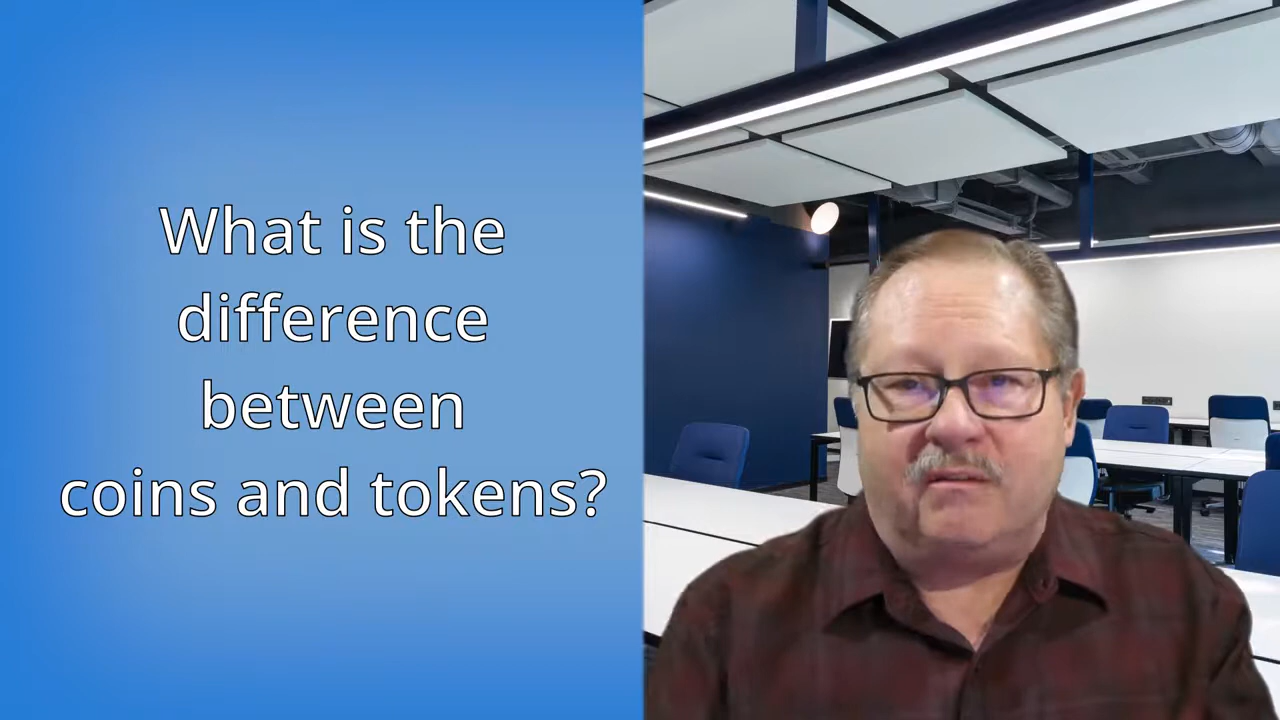 What is the
difference
between
coins and tokens?